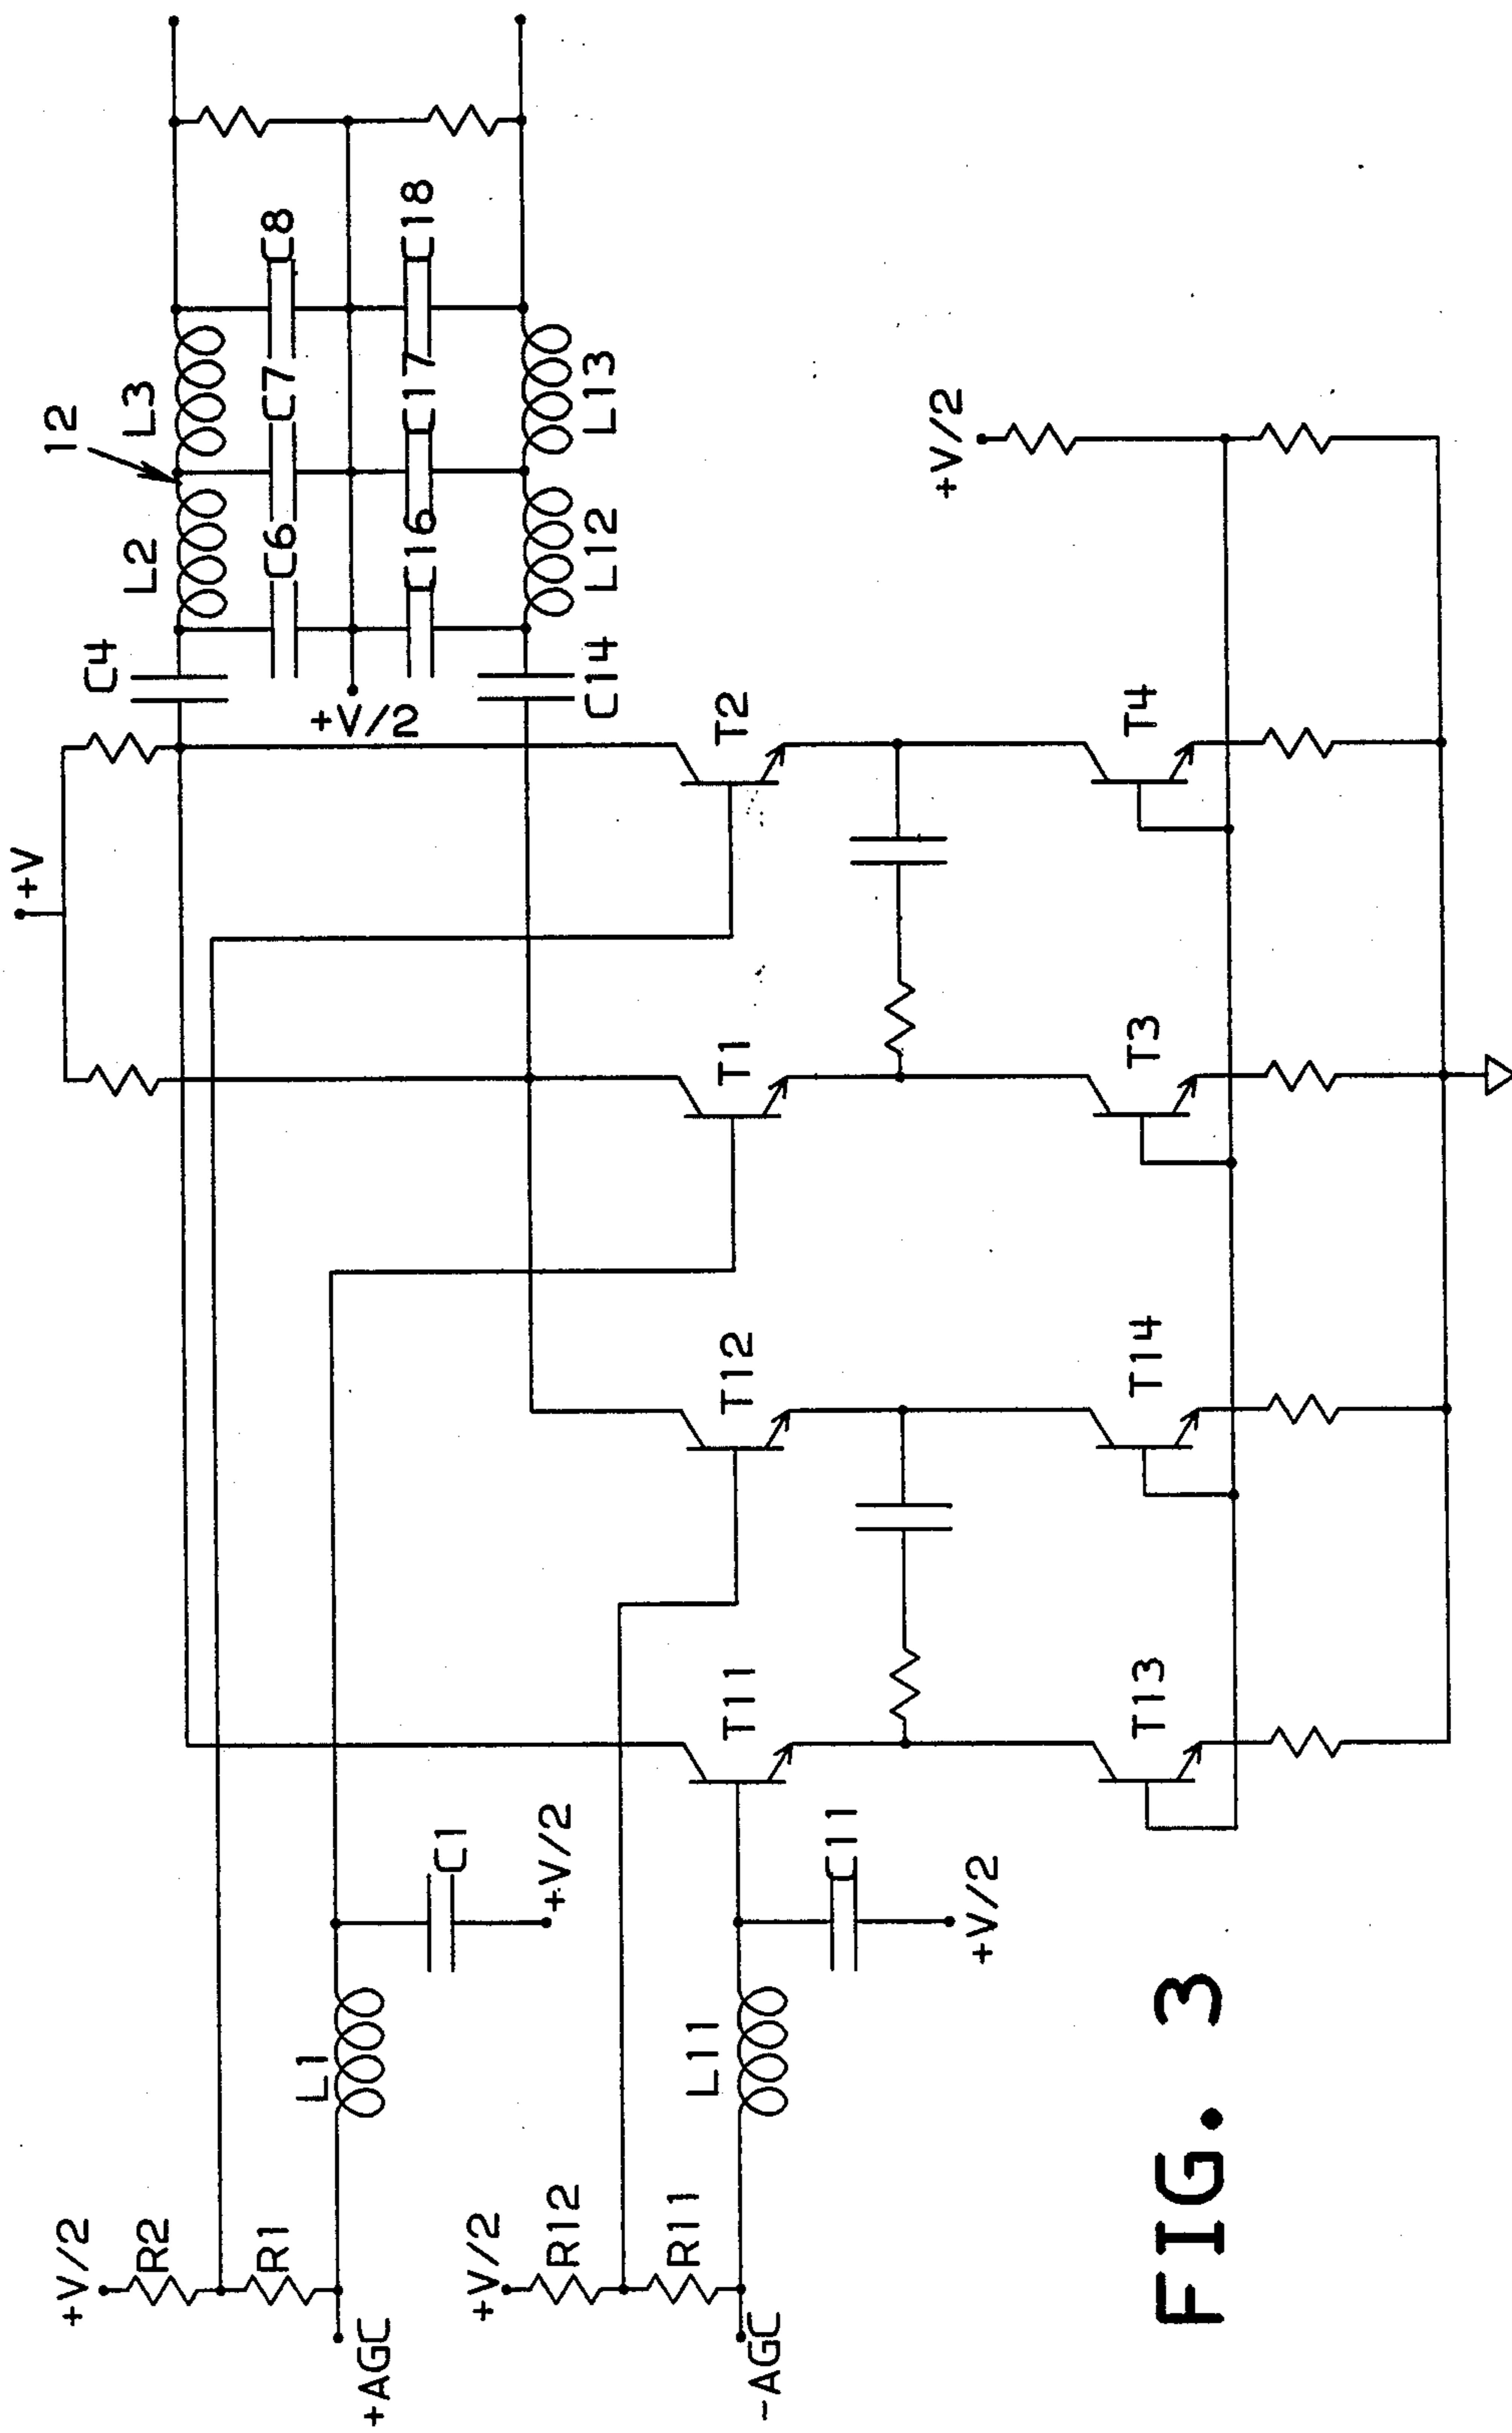 +V
C4
L2
12
L3
C6
C7
C8
+V/2
C16
C17
C18
C14
L12
L13
+V/2
R2
R1
+AGC
L1
C1
+V/2
+V/2
R12
R11
-AGC
L11
C11
+V/2
T11
T12
T1
T2
+V/2
T13
T14
T3
T4
FIG. 3